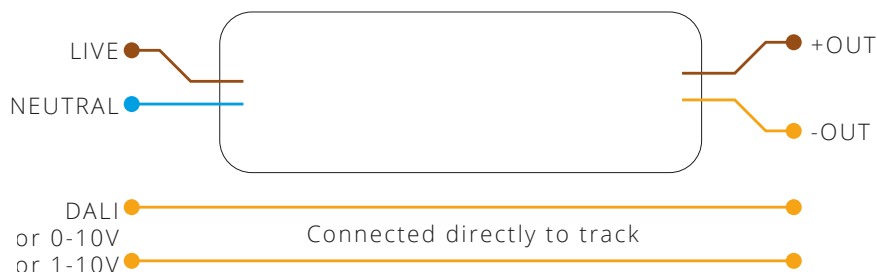 LIVE
+OUT
NEUTRAL
-OUT
DALI
or 0-10V
Connected directly to track
or 1-10V